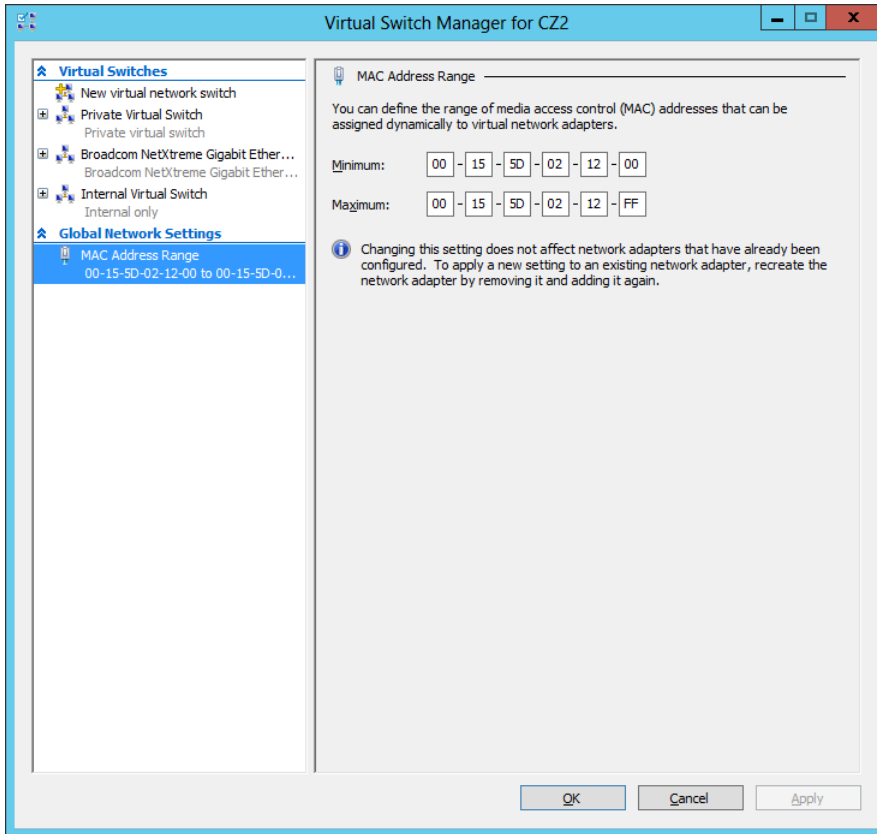 Virtual Switch Manager for CZ2
Virtual Switches
New virtual network switch
Private Virtual Switch
Private virtual switch
Broadcom NetXtreme Gigabit Ether...
Broadcom NetXtreme Gigabit Ether...
Internal Virtual Switch
Internal only
Global Network Settings
MAC Address Range
00-15-5D-02-12-00 to 00-15-5D-0...
MAC Address Range
You can define the range of media access control (MAC) addresses that can be
assigned dynamically to virtual network adapters.
Minimum: 00 - 15 - 5D - 02 - 12 - 00
Maximum: 00 - 15 - 5D - 02 - 12 - FF
Changing this setting does not affect network adapters that have already been
configured. To apply a new setting to an existing network adapter, recreate the
network adapter by removing it and adding it again.
OK Cancel Apply